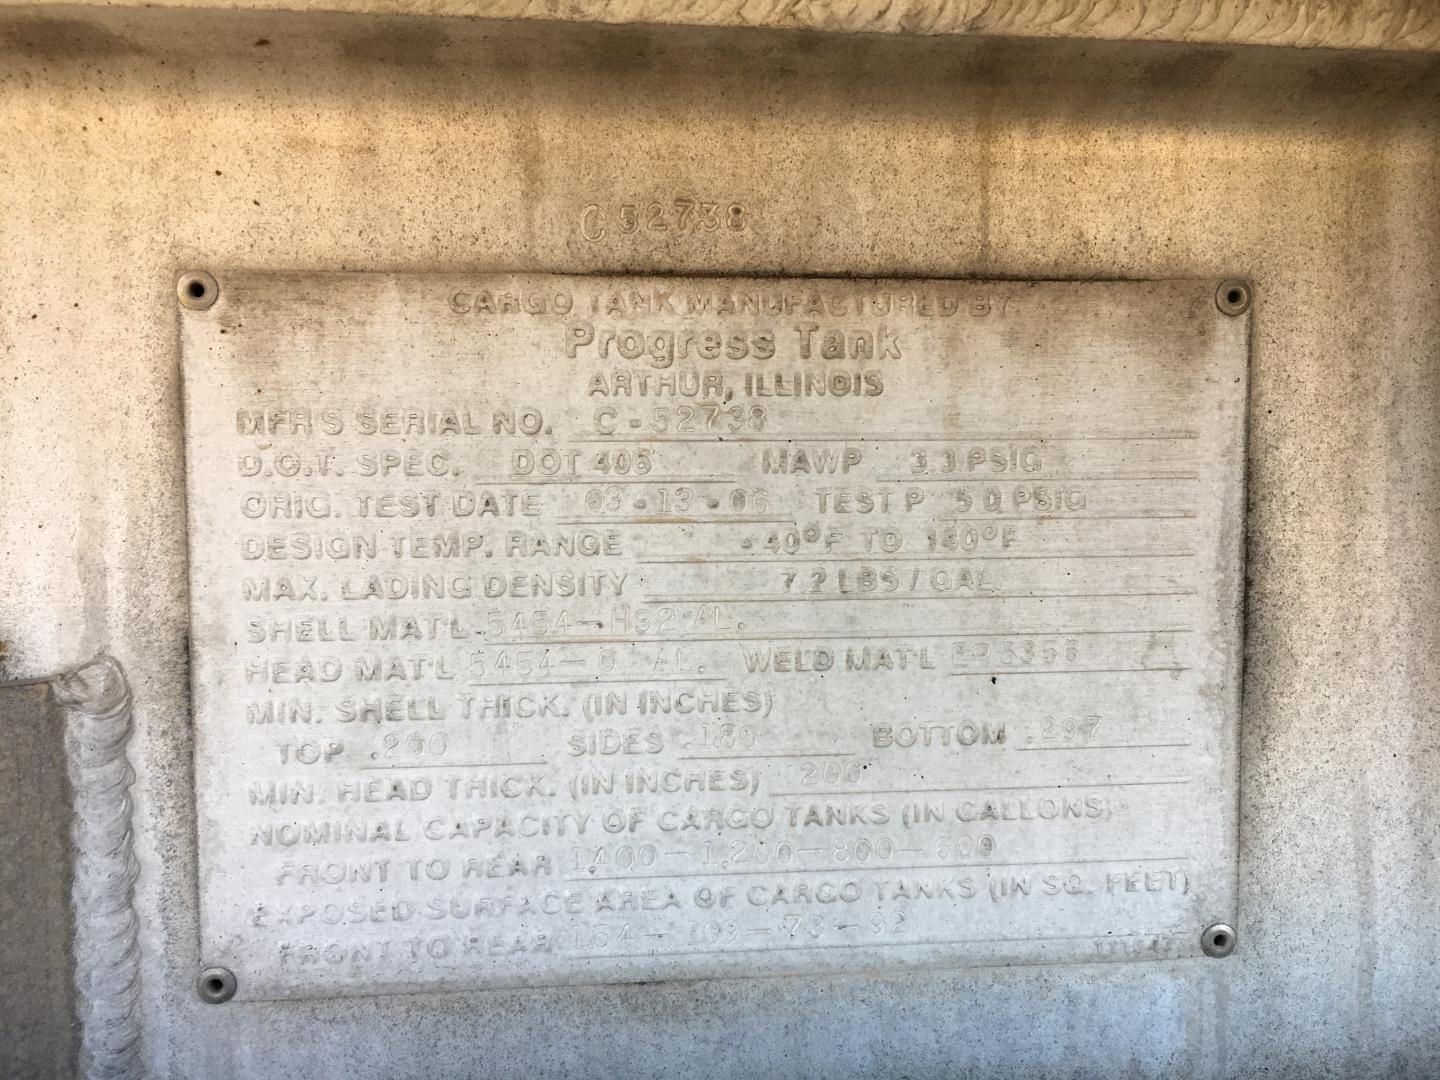 C52738
CARGO TANK MANUFACTURED BY
Progress Tank
ARTHUR, ILLINOIS
MFR'S SERIAL NO. C-52738
D.O.T. SPEC. DOT 406 MAWP 3.3 PSIG
ORIG. TEST DATE 03-13-06 TEST P 5.0 PSIG
DESIGN TEMP. RANGE -40°F TO 140°F
MAX. LADING DENSITY 7.2 LBS/GAL.
SHELL MAT'L 5454-H32 AL.
HEAD MAT'L 5454-O AL. WELD MAT'L ER5356
MIN. SHELL THICK. (IN INCHES)
TOP .200 SIDES .180 BOTTOM .297
MIN. HEAD THICK. (IN INCHES) .200
NOMINAL CAPACITY OF CARGO TANKS (IN GALLONS)
FRONT TO REAR 1,400-1,200-800-600
EXPOSED SURFACE AREA OF CARGO TANKS (IN SQ. FEET)
FRONT TO REAR 164-109-73-92